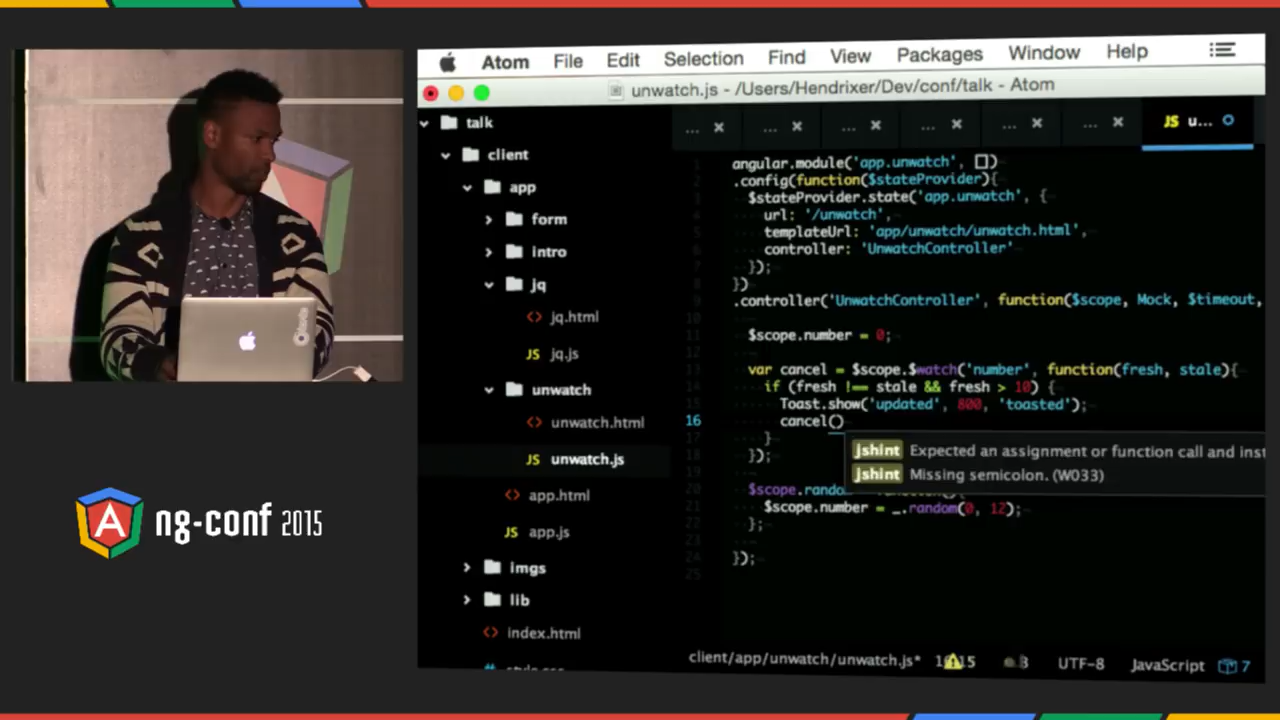 Atom File Edit Selection Find View Packages Window Help
unwatch.js - /Users/Hendrixer/Dev/conf/talk - Atom
talk
client
app
form
intro
jq
jq.html
JS jq.js
unwatch
unwatch.html
JS unwatch.js
app.html
JS app.js
imgs
lib
index.html
... ... ... ... ... ... JS u...
angular.module('app.unwatch', [])
.config(function($stateProvider){
$stateProvider.state('app.unwatch', {
url: '/unwatch',
templateUrl: 'app/unwatch/unwatch.html',
controller: 'UnwatchController'
});
})
.controller('UnwatchController', function($scope, Mock, $timeout,
$scope.number = 0;
var cancel = $scope.$watch('number', function(fresh, stale){
if (fresh !== stale && fresh > 10) {
Toast.show('updated', 800, 'toasted');
16 cancel()
}
});
jshint Expected an assignment or function call and inst
jshint Missing semicolon. (W033)
$scope.rando
$scope.number = _.random(0, 12);
};
});
client/app/unwatch/unwatch.js* UTF-8 JavaScript 7
A ng-conf 2015